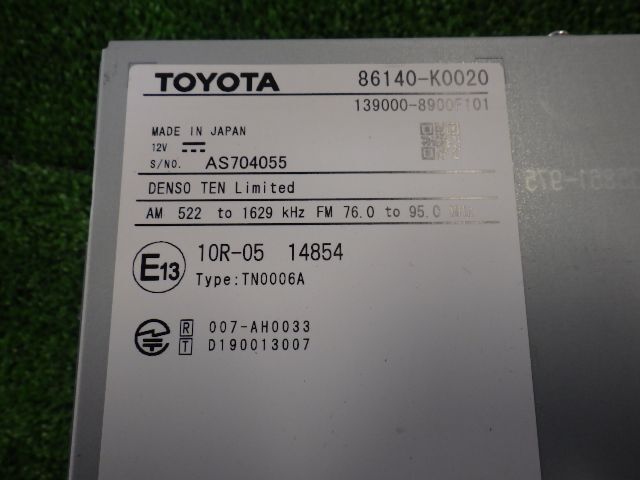 TOYOTA 86140-K0020
139000-8900F101
MADE IN JAPAN
12V
S/NO. AS704055
DENSO TEN Limited
AM 522 to 1629 kHz FM 76.0 to 95.0 MHz
E13 10R-05 14854
Type:TN0006A
R 007-AH0033
T D190013007